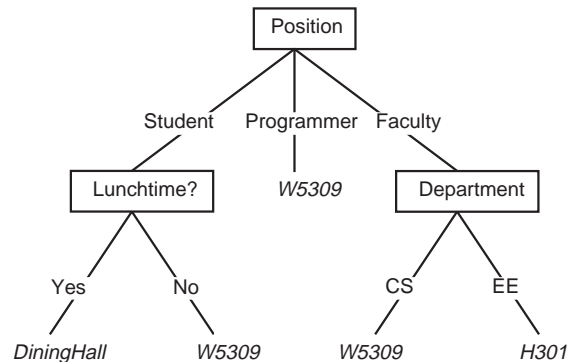 Position
Student Programmer Faculty
Lunchtime? W5309 Department
Yes No CS EE
DiningHall W5309 W5309 H301